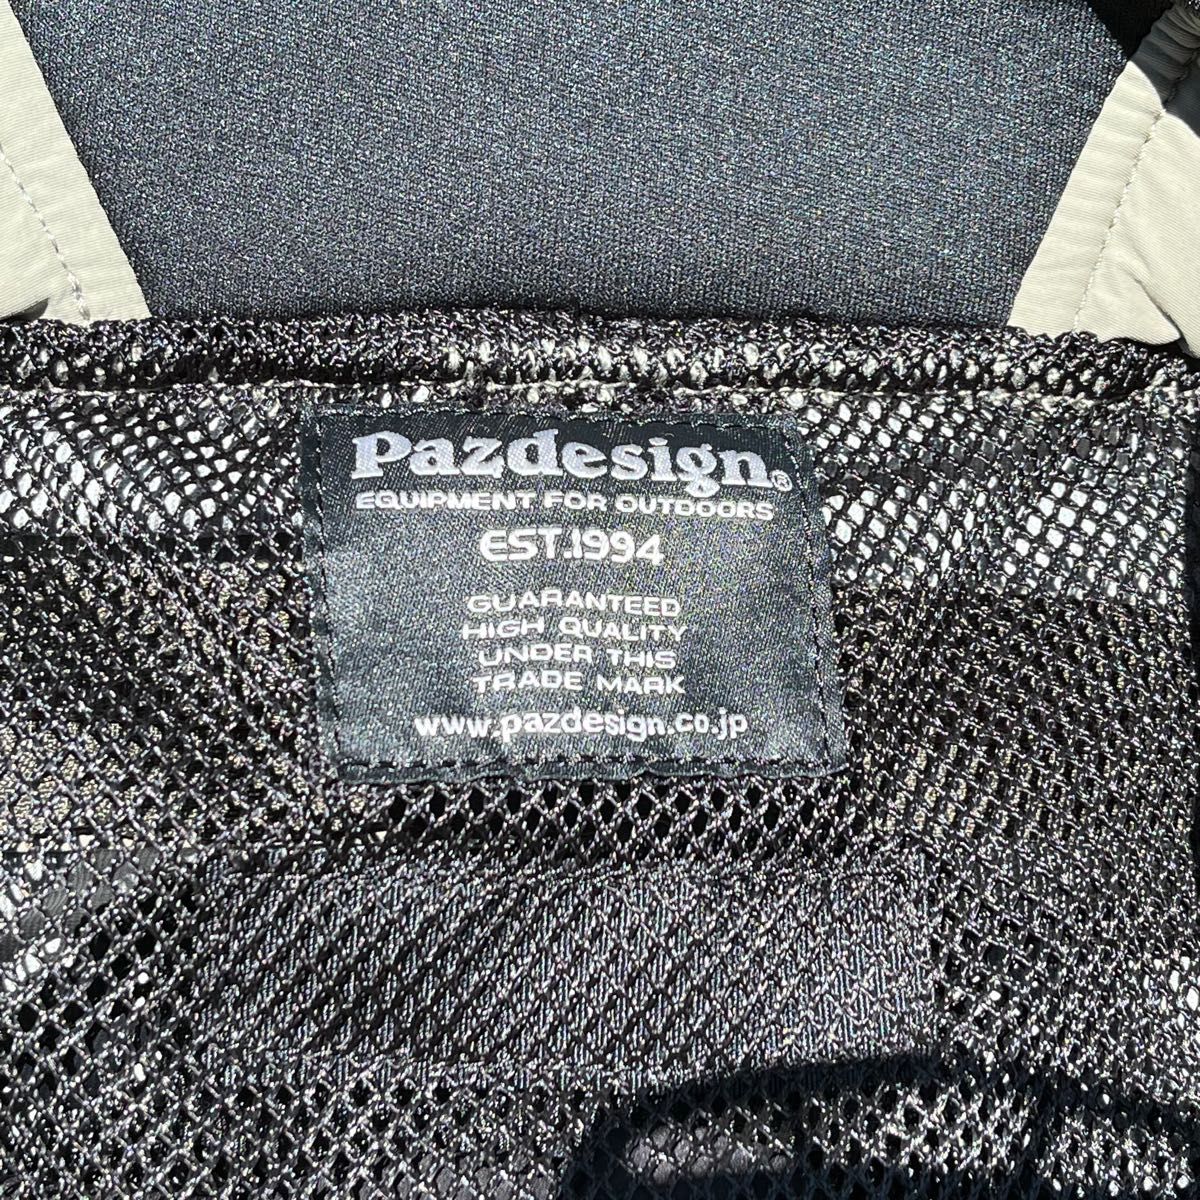 Pazdesign®
EQUIPMENT FOR OUTDOORS
EST.1994
GUARANTEED
HIGH QUALITY
UNDER THIS
TRADE MARK
www.pazdesign.co.jp